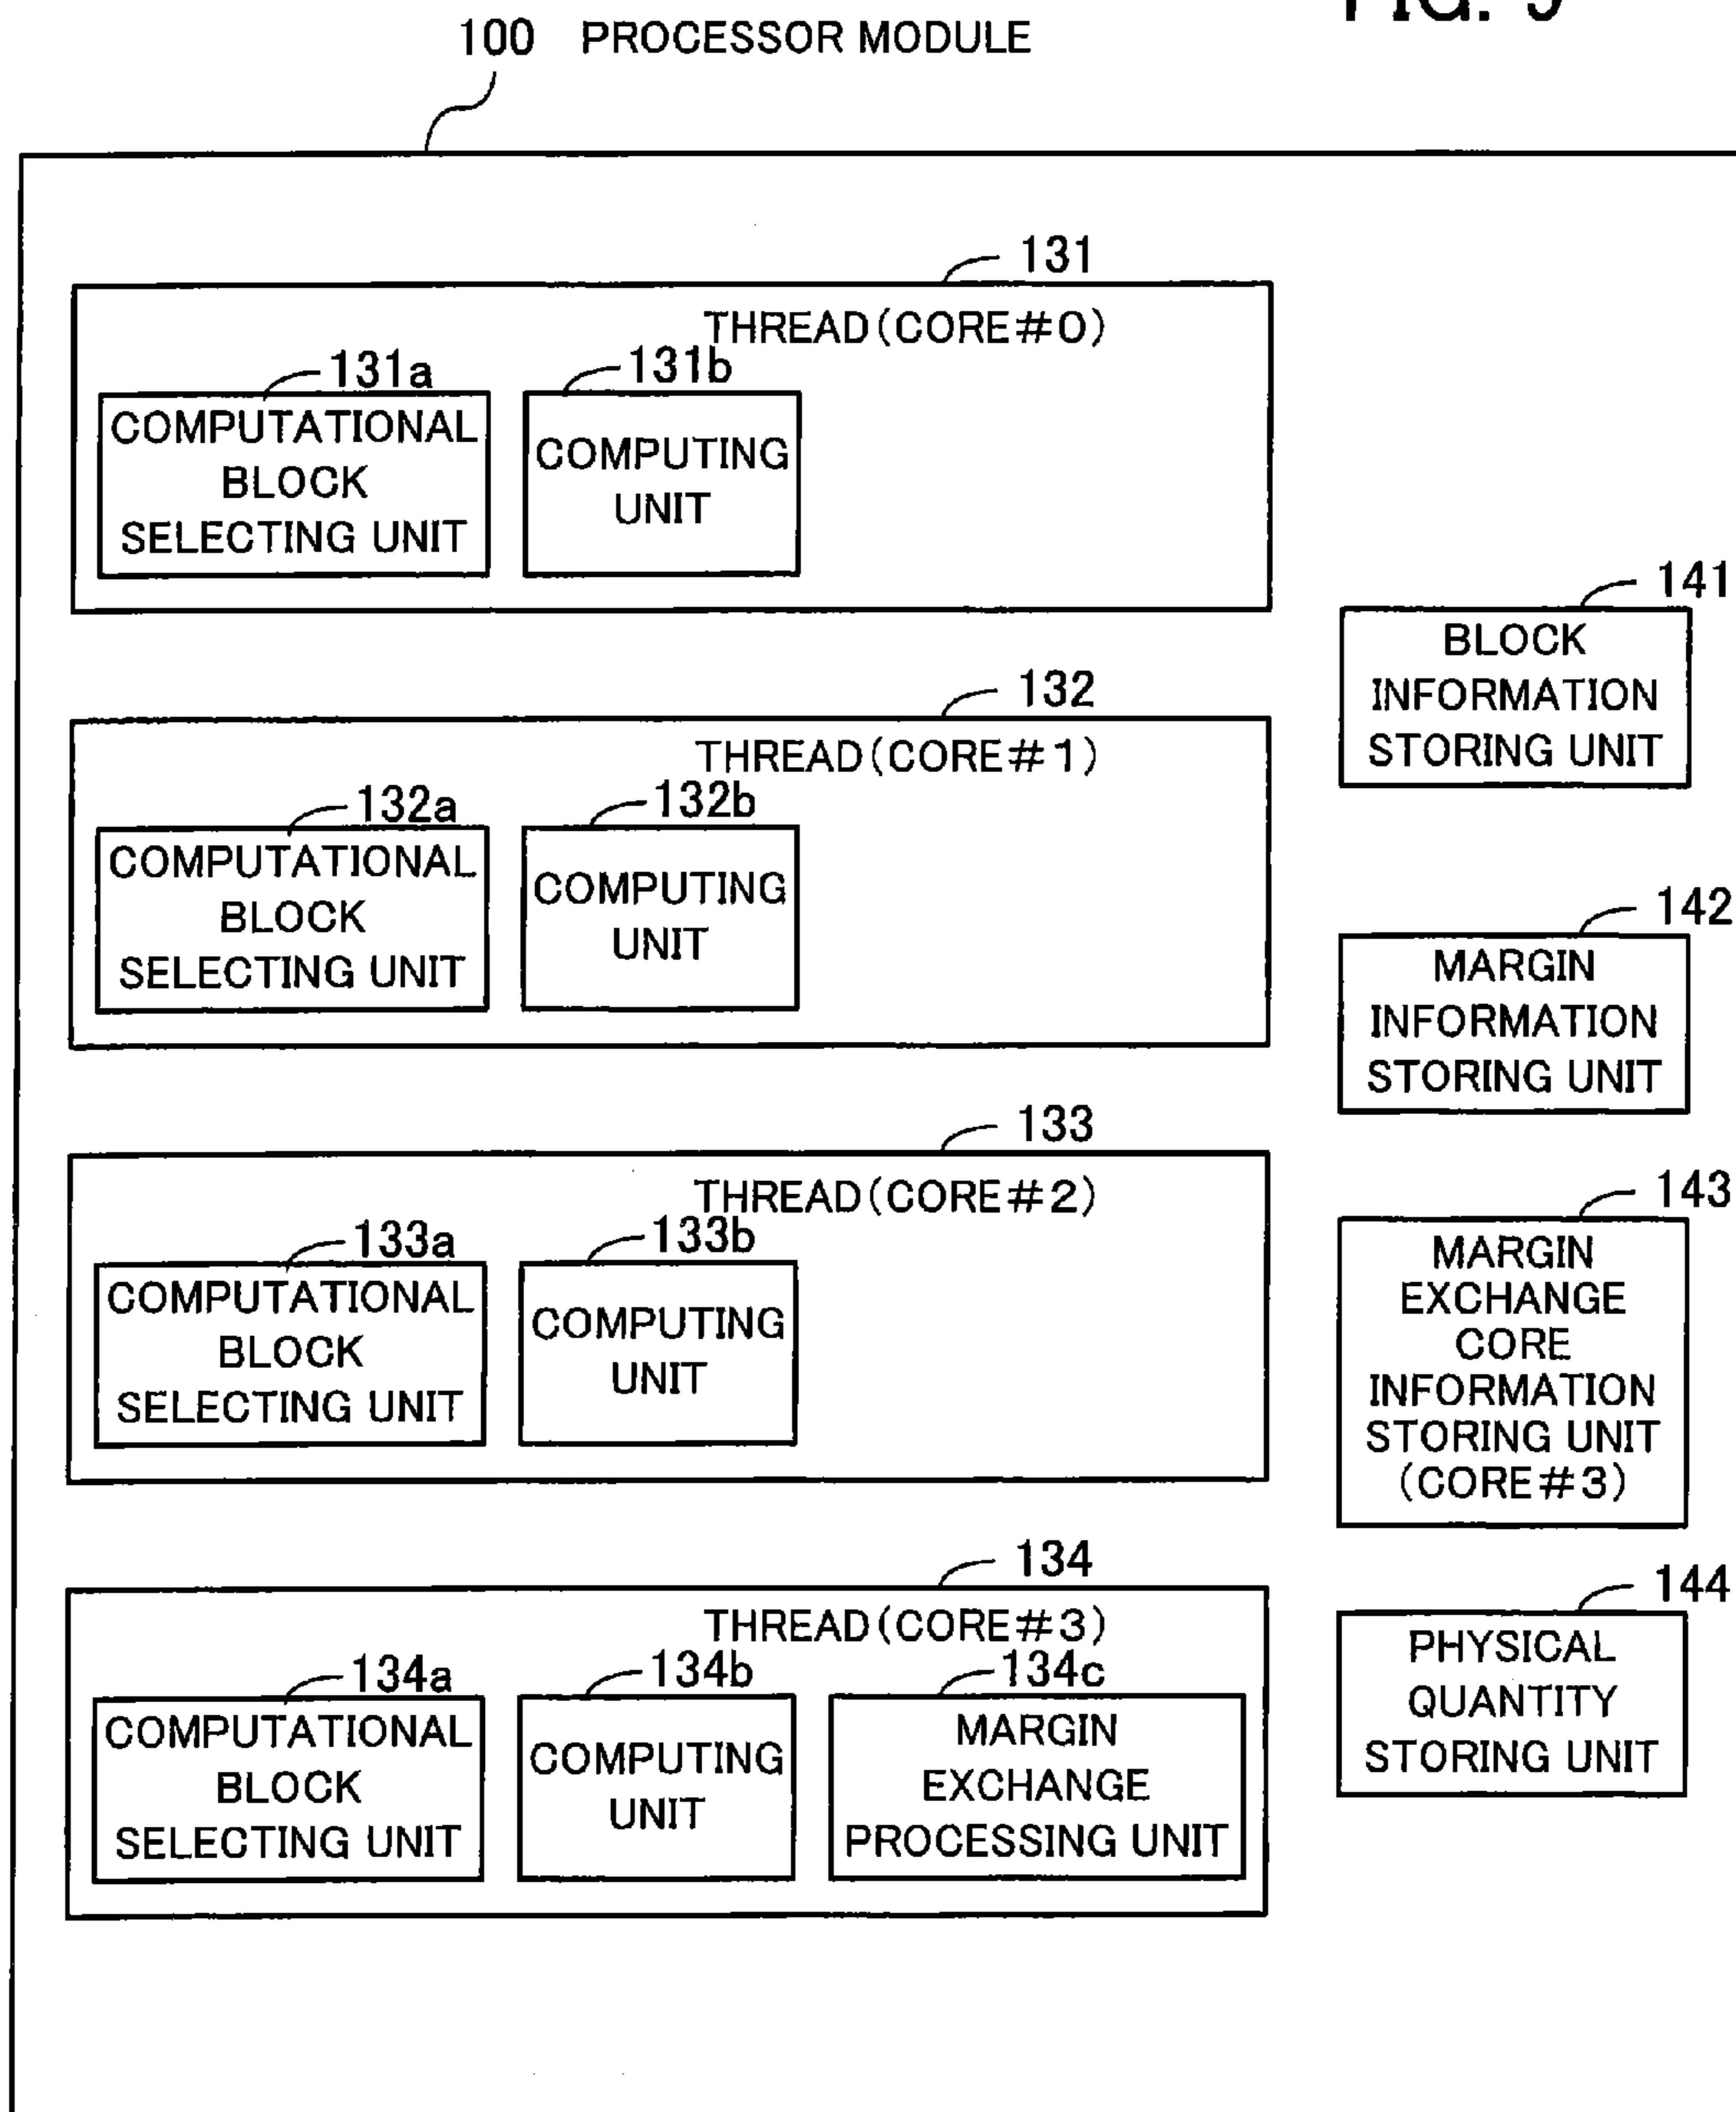 100 PROCESSOR MODULE
131
THREAD(CORE#0)
131a
COMPUTATIONAL
BLOCK
SELECTING UNIT
131b
COMPUTING
UNIT
132
THREAD(CORE#1)
132a
COMPUTATIONAL
BLOCK
SELECTING UNIT
132b
COMPUTING
UNIT
133
THREAD(CORE#2)
133a
COMPUTATIONAL
BLOCK
SELECTING UNIT
133b
COMPUTING
UNIT
134
THREAD(CORE#3)
134a
COMPUTATIONAL
BLOCK
SELECTING UNIT
134b
COMPUTING
UNIT
134c
MARGIN
EXCHANGE
PROCESSING UNIT
141
BLOCK
INFORMATION
STORING UNIT
142
MARGIN
INFORMATION
STORING UNIT
143
MARGIN
EXCHANGE
CORE
INFORMATION
STORING UNIT
(CORE#3)
144
PHYSICAL
QUANTITY
STORING UNIT